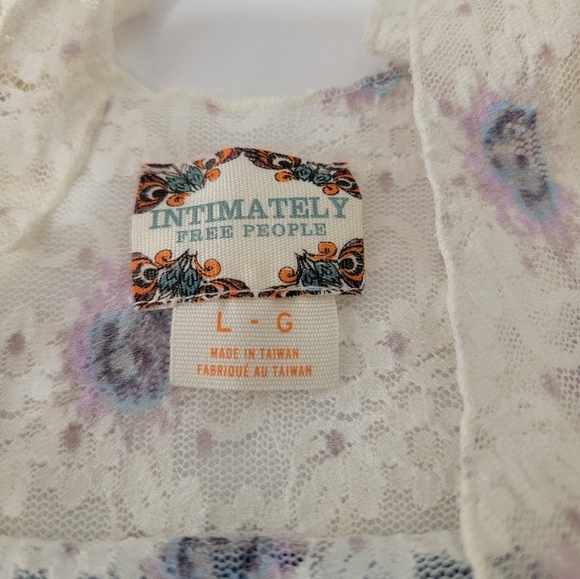 INTIMATELY
FREE PEOPLE
L - G
MADE IN TAIWAN
FABRIQUÉ AU TAIWAN